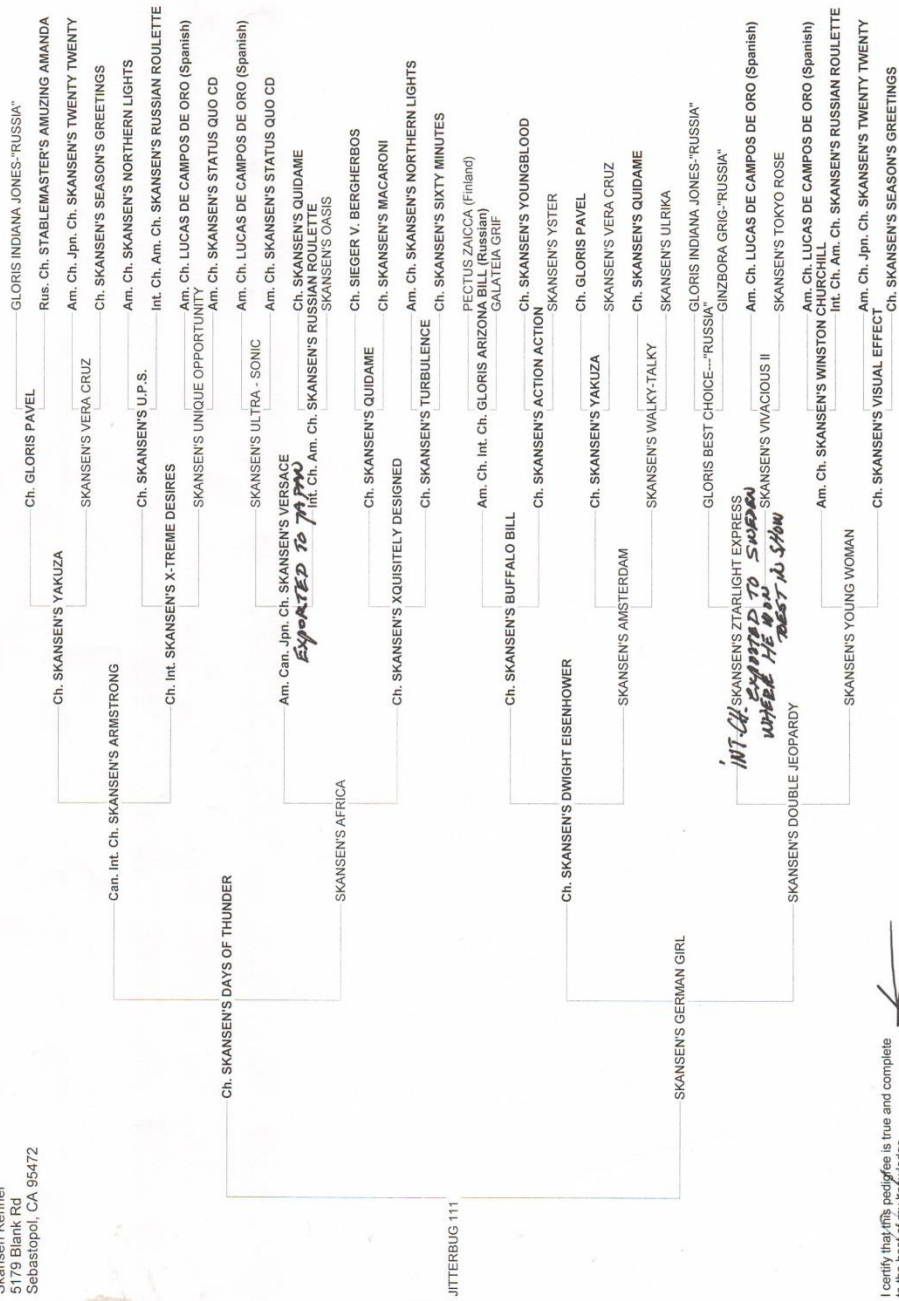 Skansen Kennel
5179 Blank Rd
Sebastopol, CA 95472
JITTERBUG 111
Ch. SKANSEN'S DAYS OF THUNDER
SKANSEN'S GERMAN GIRL
Can. Int. Ch. SKANSEN'S ARMSTRONG
SKANSEN'S AFRICA
Ch. SKANSEN'S DWIGHT EISENHOWER
SKANSEN'S DOUBLE JEOPARDY
Ch. SKANSEN'S YAKUZA
Ch. Int. SKANSEN'S X-TREME DESIRES
Am. Can. Jpn. Ch. SKANSEN'S VERSACE
EXPORTED TO JAPAN
Ch. SKANSEN'S XQUISITELY DESIGNED
Ch. SKANSEN'S BUFFALO BILL
SKANSEN'S AMSTERDAM
INT-CH. SKANSEN'S ZTARLIGHT EXPRESS
EXPORTED TO SWEDEN
WHERE HE WON
BEST IN SHOW
SKANSEN'S YOUNG WOMAN
Ch. GLORIS PAVEL
SKANSEN'S VERA CRUZ
Ch. SKANSEN'S U.P.S.
SKANSEN'S UNIQUE OPPORTUNITY
SKANSEN'S ULTRA - SONIC
Int. Ch. Am. Ch. SKANSEN'S RUSSIAN ROULETTE
Ch. SKANSEN'S QUIDAME
Ch. SKANSEN'S TURBULENCE
Am. Ch. Int. Ch. GLORIS ARIZONA BILL (Russian)
Ch. SKANSEN'S ACTION ACTION
Ch. SKANSEN'S YAKUZA
SKANSEN'S WALKY-TALKY
GLORIS BEST CHOICE---"RUSSIA"
SKANSEN'S VIVACIOUS II
Am. Ch. SKANSEN'S WINSTON CHURCHILL
Ch. SKANSEN'S VISUAL EFFECT
GLORIS INDIANA JONES-"RUSSIA"
Rus. Ch. STABLEMASTER'S AMUZING AMANDA
Am. Ch. Jpn. Ch. SKANSEN'S TWENTY TWENTY
Ch. SKANSEN'S SEASON'S GREETINGS
Am. Ch. SKANSEN'S NORTHERN LIGHTS
Int. Ch. Am. Ch. SKANSEN'S RUSSIAN ROULETTE
Am. Ch. LUCAS DE CAMPOS DE ORO (Spanish)
Am. Ch. SKANSEN'S STATUS QUO CD
Am. Ch. LUCAS DE CAMPOS DE ORO (Spanish)
Am. Ch. SKANSEN'S STATUS QUO CD
Ch. SKANSEN'S QUIDAME
SKANSEN'S OASIS
Ch. SIEGER V. BERGHERBOS
Ch. SKANSEN'S MACARONI
Am. Ch. SKANSEN'S NORTHERN LIGHTS
Ch. SKANSEN'S SIXTY MINUTES
PECTUS ZAICCA (Finland)
GALATEIA GRIF
Ch. SKANSEN'S YOUNGBLOOD
SKANSEN'S YSTER
Ch. GLORIS PAVEL
SKANSEN'S VERA CRUZ
Ch. SKANSEN'S QUIDAME
SKANSEN'S ULRIKA
GLORIS INDIANA JONES-"RUSSIA"
GINZBORA GRIG-"RUSSIA"
Am. Ch. LUCAS DE CAMPOS DE ORO (Spanish)
SKANSEN'S TOKYO ROSE
Am. Ch. LUCAS DE CAMPOS DE ORO (Spanish)
Int. Ch. Am. Ch. SKANSEN'S RUSSIAN ROULETTE
Am. Ch. Jpn. Ch. SKANSEN'S TWENTY TWENTY
Ch. SKANSEN'S SEASON'S GREETINGS
I certify that this pedigree is true and complete
to the best of my knowledge